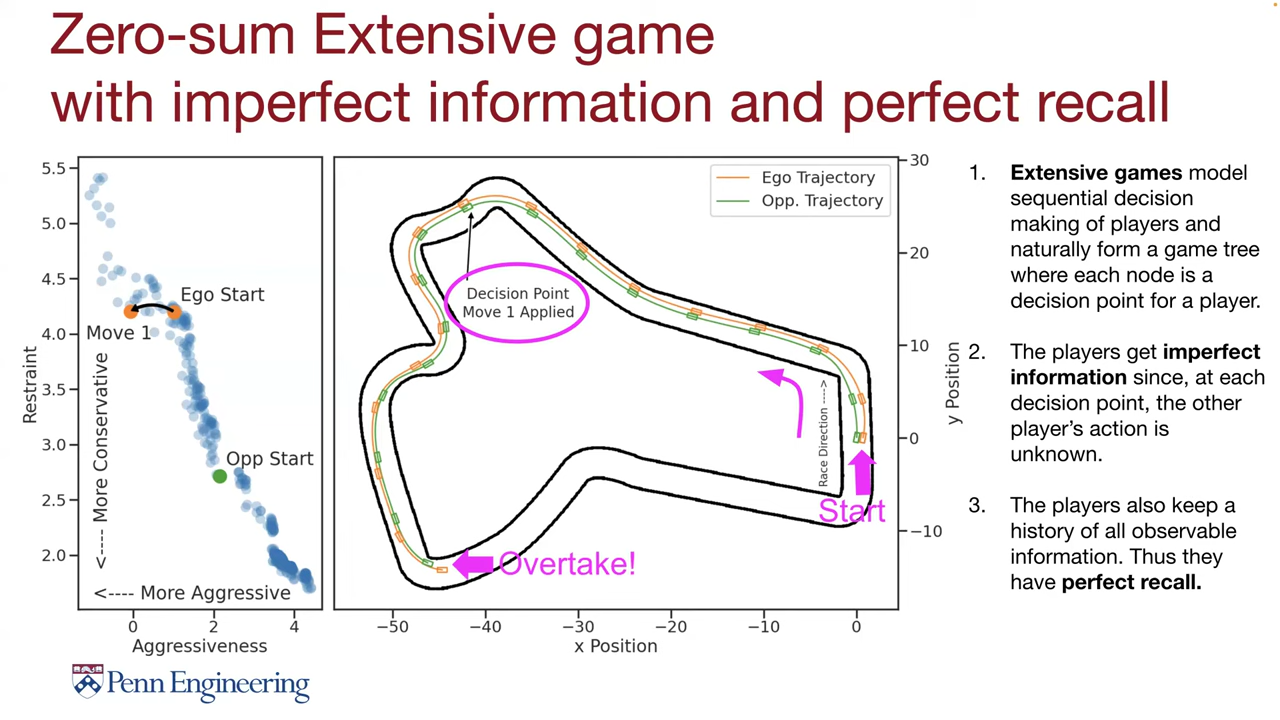 Zero-sum Extensive game
with imperfect information and perfect recall
5.5
5.0
4.5
4.0
3.5
3.0
2.5
2.0
Restraint
<---- More Conservative
Ego Start
Move 1
Opp Start
<---- More Aggressive
0
2
4
Aggressiveness
Ego Trajectory
Opp. Trajectory
Decision Point
Move 1 Applied
Race Direction ---->
Start
Overtake!
30
20
10
0
−10
y Position
−50
−40
−30
−20
−10
0
x Position
1. Extensive games model
sequential decision
making of players and
naturally form a game tree
where each node is a
decision point for a player.
2. The players get imperfect
information since, at each
decision point, the other
player’s action is
unknown.
3. The players also keep a
history of all observable
information. Thus they
have perfect recall.
Penn Engineering